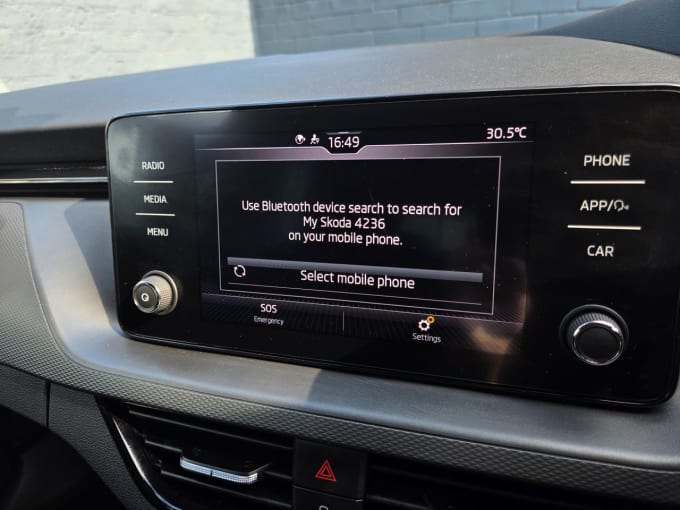 16:49
30.5°C
RADIO
MEDIA
MENU
Use Bluetooth device search to search for
My Skoda 4236
on your mobile phone.
Select mobile phone
SOS
Emergency
Settings
PHONE
APP/
CAR